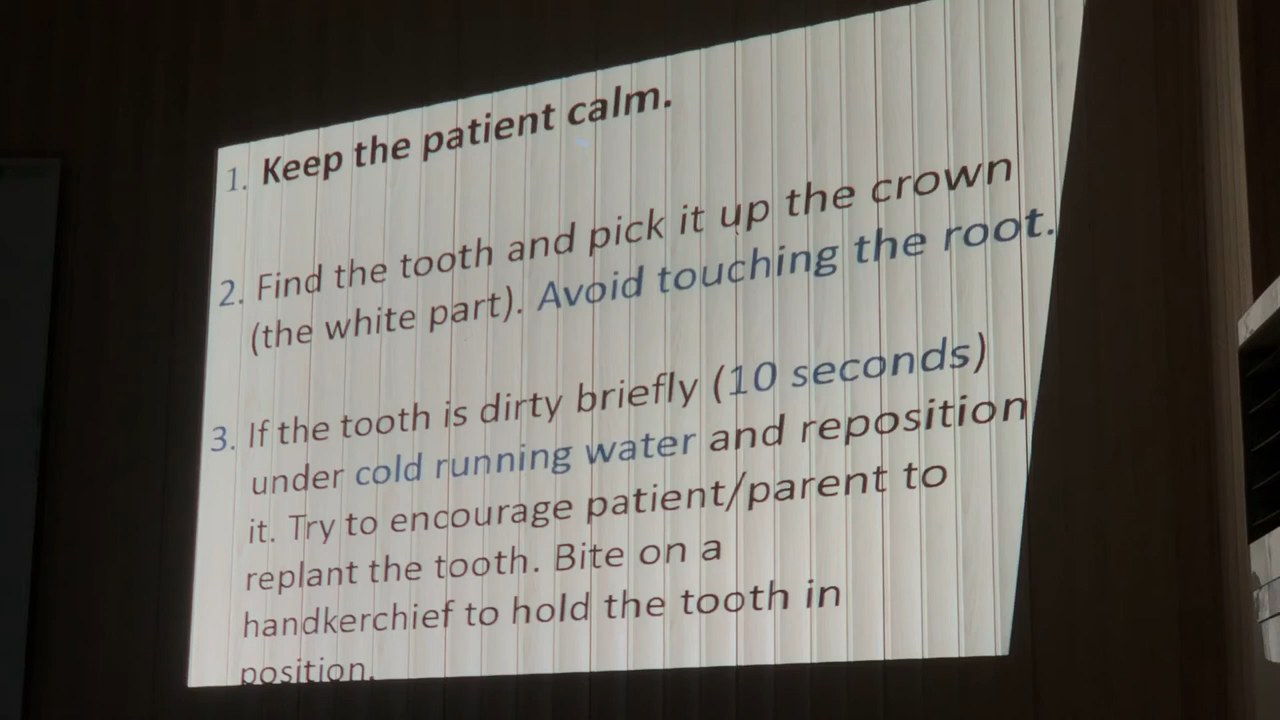 1. Keep the patient calm.
2. Find the tooth and pick it up the crown
(the white part). Avoid touching the root.
3. If the tooth is dirty briefly (10 seconds)
under cold running water and reposition
it. Try to encourage patient/parent to
replant the tooth. Bite on a
handkerchief to hold the tooth in
position.